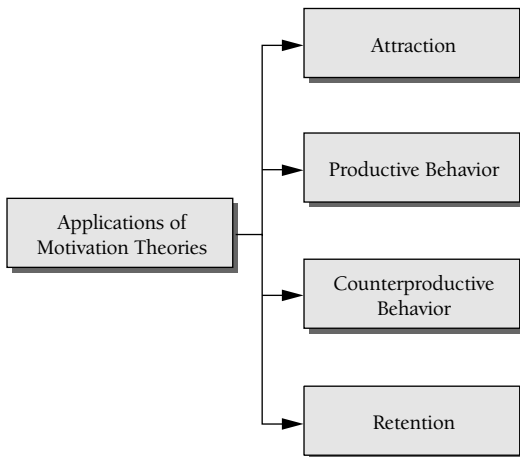 Attraction
Productive Behavior
Applications of
Motivation Theories
Counterproductive
Behavior
Retention